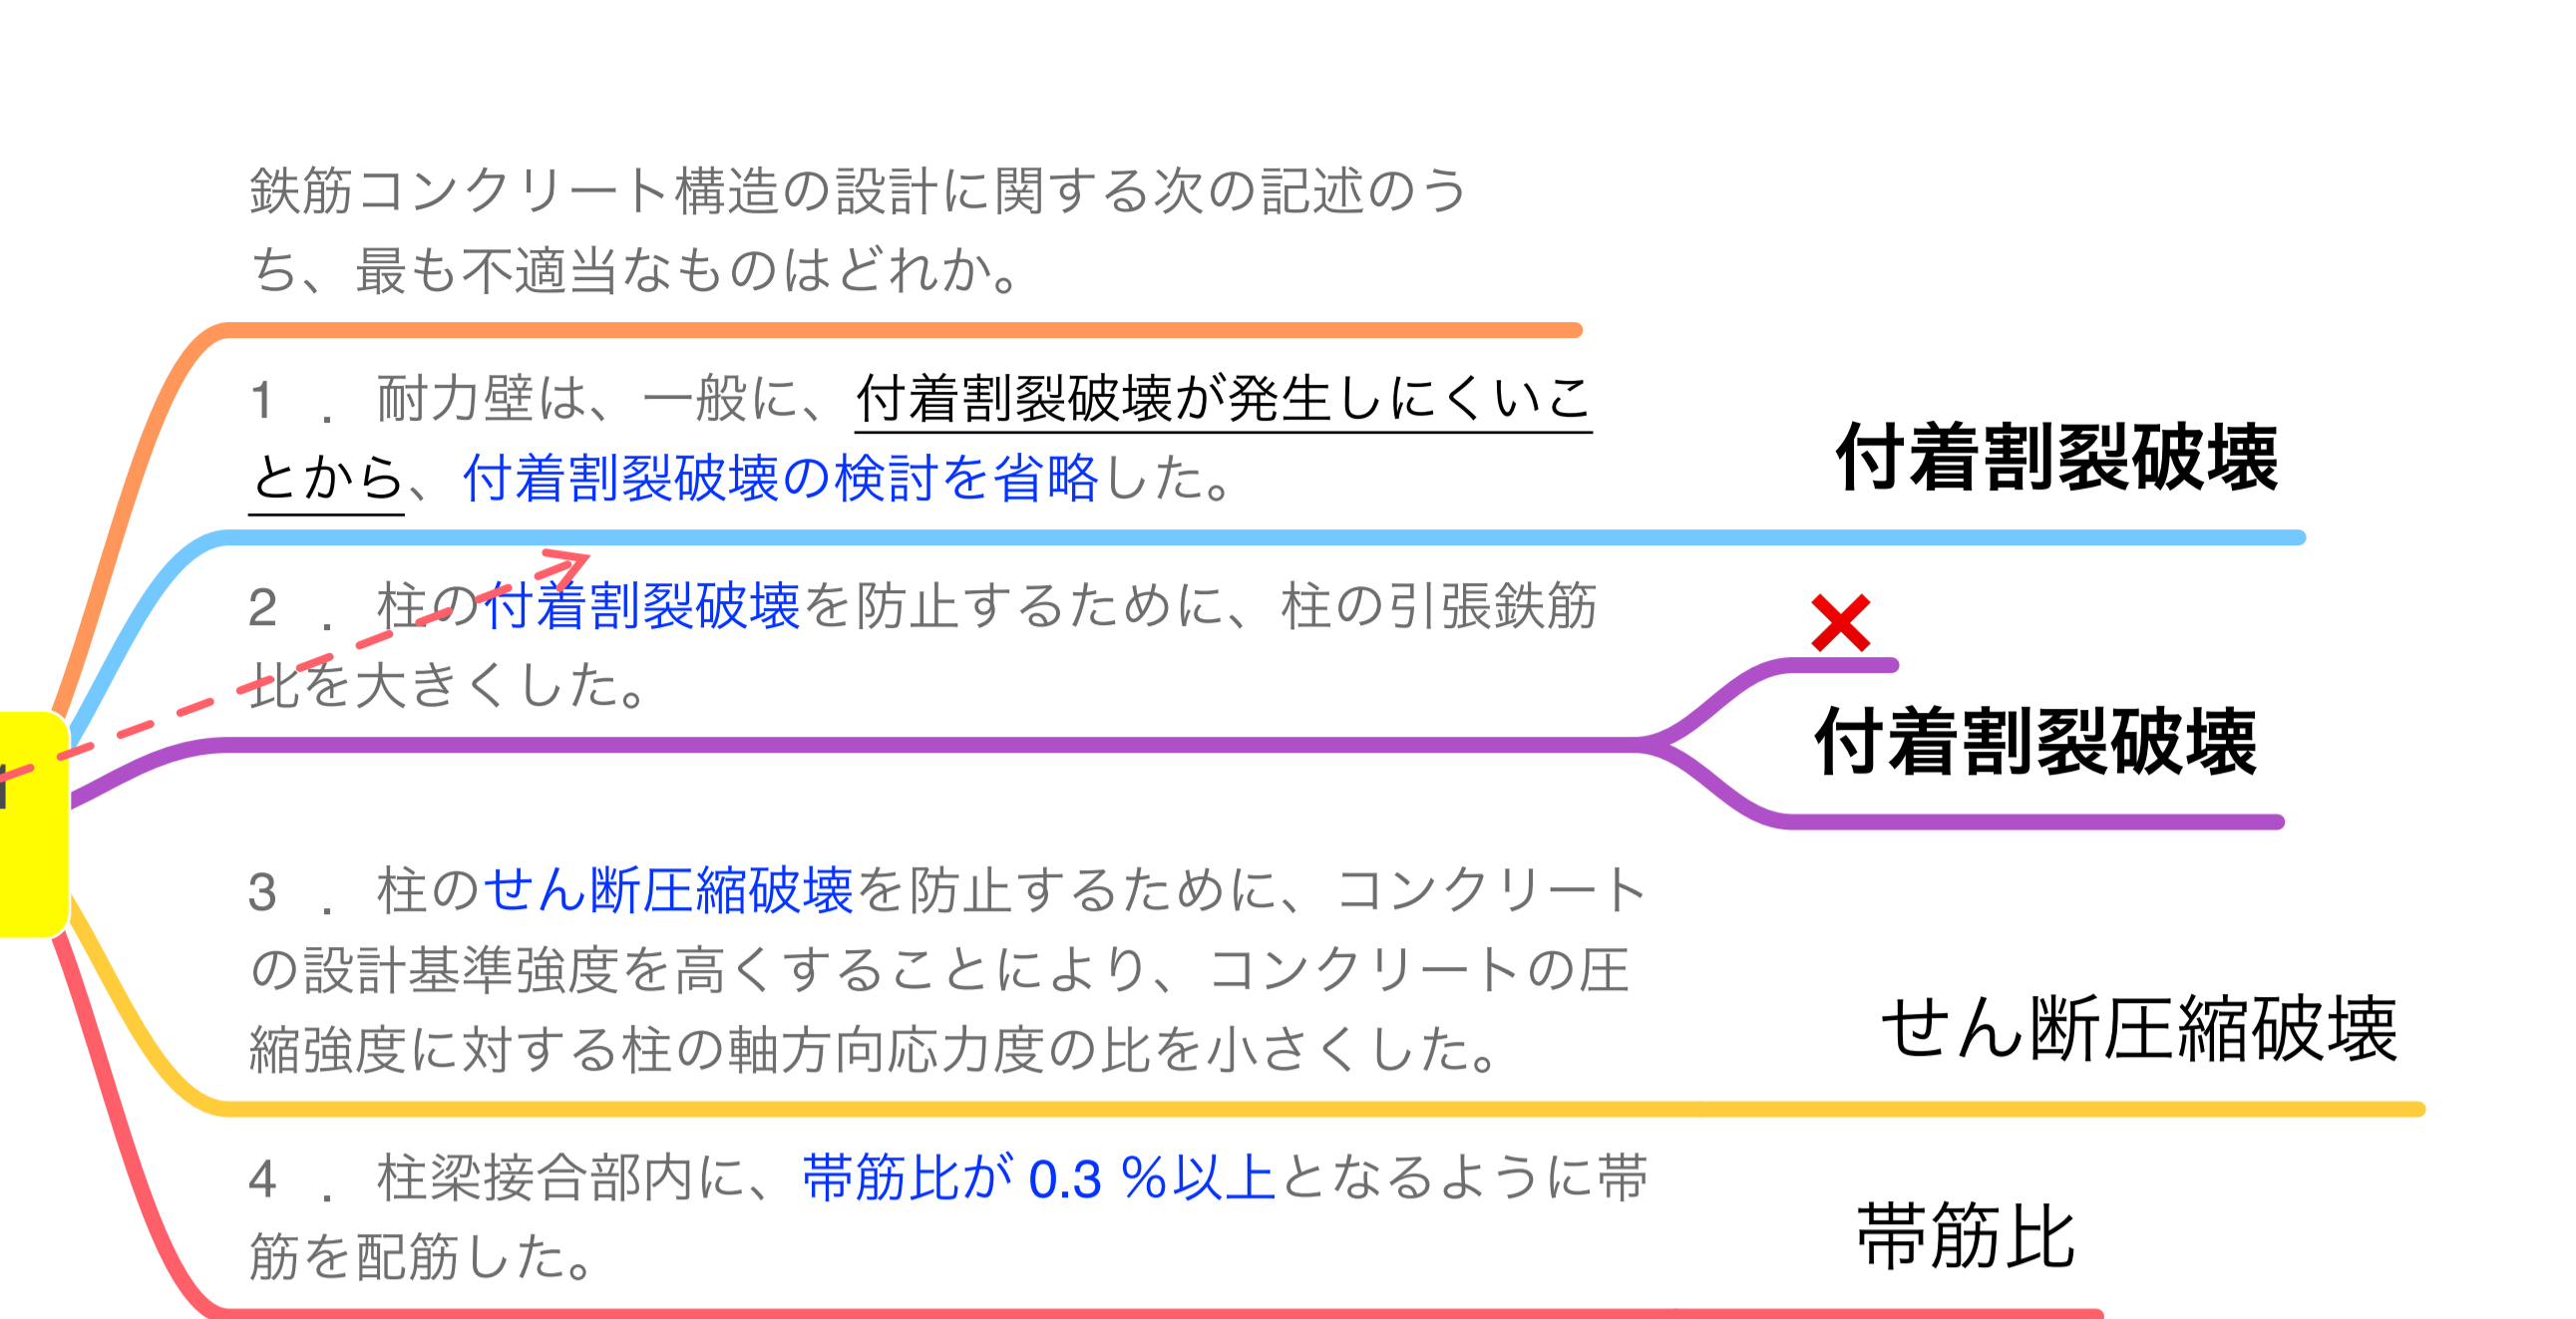 鉄筋コンクリート構造の設計に関する次の記述のう
ち、最も不適当なものはどれか。
1 . 耐力壁は、一般に、付着割裂破壊が発生しにくいこ
とから、付着割裂破壊の検討を省略した。
付着割裂破壊
2 . 柱の付着割裂破壊を防止するために、柱の引張鉄筋
比を大きくした。
付着割裂破壊
3 . 柱のせん断圧縮破壊を防止するために、コンクリート
の設計基準強度を高くすることにより、コンクリートの圧
縮強度に対する柱の軸方向応力度の比を小さくした。
せん断圧縮破壊
4 . 柱梁接合部内に、帯筋比が 0.3 %以上となるように帯
筋を配筋した。
帯筋比